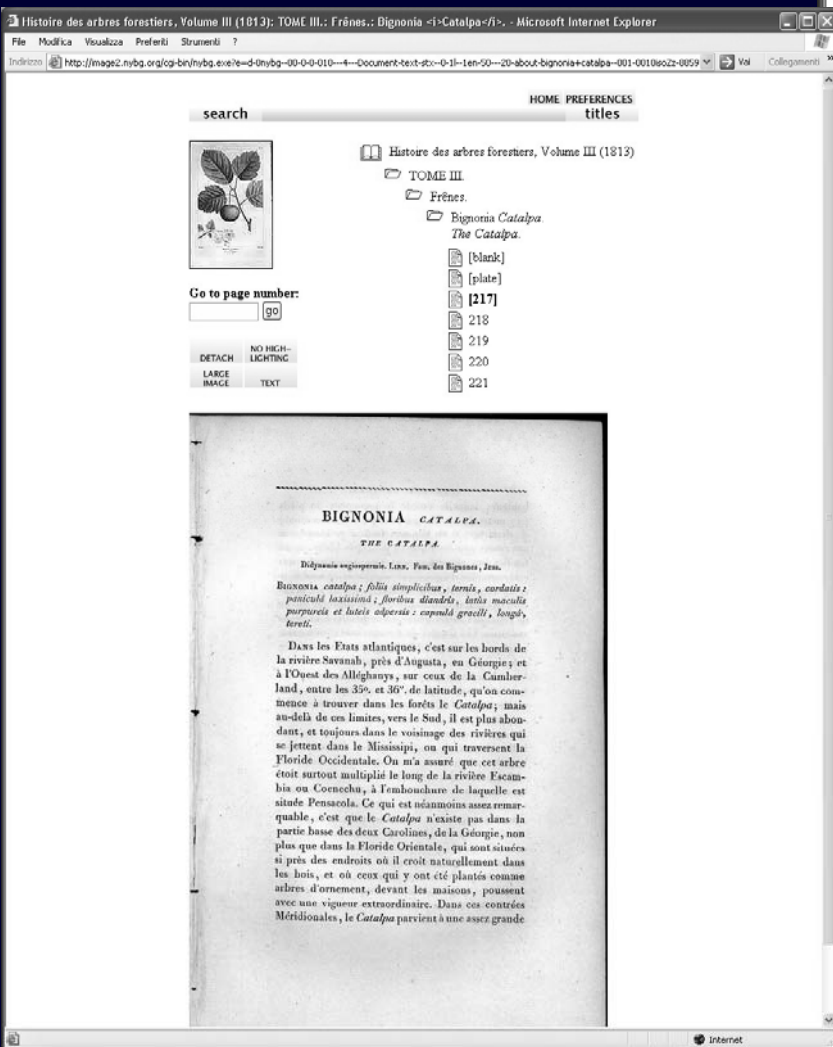 Histoire des arbres forestiers, Volume III (1813): TOME III.: Frênes.: Bignonia <i>Catalpa</i>. - Microsoft Internet Explorer
File Modifica Visualizza Preferiti Strumenti ?
Indirizzo http://image2.nybg.org/cgi-bin/nybg.exe?e=d-0nybg--00-0-0-010---4---Document-text-stx--0-1l--1en-50---20-about-bignonia+catalpa--001-0010iso2z-0059 Vai Collegamenti »
HOME PREFERENCES
search titles
Histoire des arbres forestiers, Volume III (1813)
TOME III.
Frênes.
Bignonia Catalpa.
The Catalpa.
[blank]
[plate]
[217]
218
219
220
221
Go to page number:
go
DETACH NO HIGH-LIGHTING
LARGE IMAGE TEXT
BIGNONIA CATALPA.
THE CATALPA.
Didynamie angiospermie. LINN. Fam. des Bignones, JUSS.
BIGNONIA catalpa; foliis simplicibus, ternis, cordatis:
paniculâ laxissimâ; floribus diandris, intùs maculis
purpureis et luteis adpersis: capsulâ gracili, longâ,
tereti.
DANS les Etats atlantiques, c'est sur les bords de
la rivière Savanah, près d'Augusta, en Géorgie; et
à l'Ouest des Alléghanys, sur ceux de la Cumber-
land, entre les 35°. et 36°. de latitude, qu'on com-
mence à trouver dans les forêts le Catalpa; mais
au-delà de ces limites, vers le Sud, il est plus abon-
dant, et toujours dans le voisinage des rivières qui
se jettent dans le Mississipi, ou qui traversent la
Floride Occidentale. On m'a assuré que cet arbre
étoit surtout multiplié le long de la rivière Escam-
bia ou Coenechu, à l'embouchure de laquelle est
située Pensacola. Ce qui est néanmoins assez remar-
quable, c'est que le Catalpa n'existe pas dans la
partie basse des deux Carolines, de la Géorgie, non
plus que dans la Floride Orientale, qui sont situées
si près des endroits où il croît naturellement dans
les bois, et où ceux qui y ont été plantés comme
arbres d'ornement, devant les maisons, poussent
avec une vigueur extraordinaire. Dans ces contrées
Méridionales, le Catalpa parvient à une assez grande
Internet